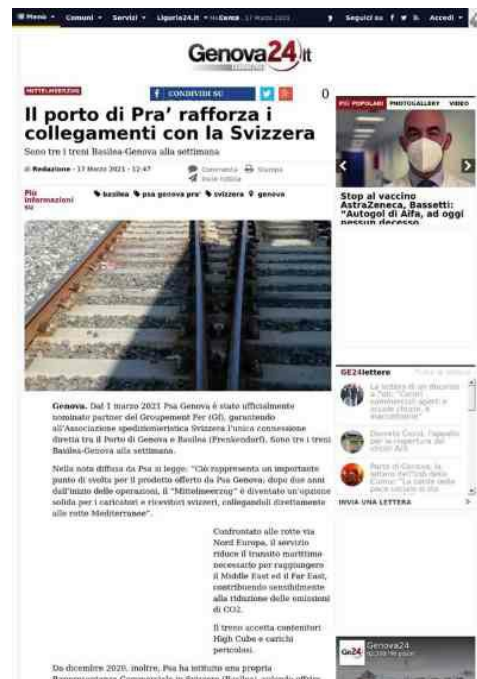 Menù
Comuni
Servizi
Liguria24.it
17 Marzo 2021
Seguici su
Accedi
Genova24.it
MITTELMEERZUG
CONDIVIDI SU
0
Il porto di Pra' rafforza i
collegamenti con la Svizzera
Sono tre i treni Basilea-Genova alla settimana
di Redazione - 17 Marzo 2021 - 12:47
Commenta
Stampa
Invia notizia
Più
informazioni
su
basilea
psa genova pra'
svizzera
genova
Genova. Dal 1 marzo 2021 Psa Genova è stato ufficialmente
nominato partner del Groupement Fer (Gf), garantendo
all'Associazione spedizionieristica Svizzera l'unica connessione
diretta tra il Porto di Genova e Basilea (Frenkendorf). Sono tre i treni
Basilea-Genova alla settimana.
Nella nota diffusa da Psa si legge: "Ciò rappresenta un importante
punto di svolta per il prodotto offerto da Psa Genova; dopo due anni
dall'inizio delle operazioni, il "Mittelmeerzug" è diventato un'opzione
solida per i caricatori e ricevitori svizzeri, collegandoli direttamente
alle rotte Mediterranee".
Confrontato alle rotte via
Nord Europa, il servizio
riduce il transito marittimo
necessario per raggiungere
il Middle East ed il Far East,
contribuendo sensibilmente
alla riduzione delle emissioni
di CO2.
Il treno accetta contenitori
High Cube e carichi
pericolosi.
Da dicembre 2020, inoltre, Psa ha istituito una propria
PIÙ POPOLARI
PHOTOGALLERY
VIDEO
Stop al vaccino
AstraZeneca, Bassetti:
"Autogol di Aifa, ad oggi
nessun decesso
GE24lettere
INVIA UNA LETTERA
Ge24
Genova24